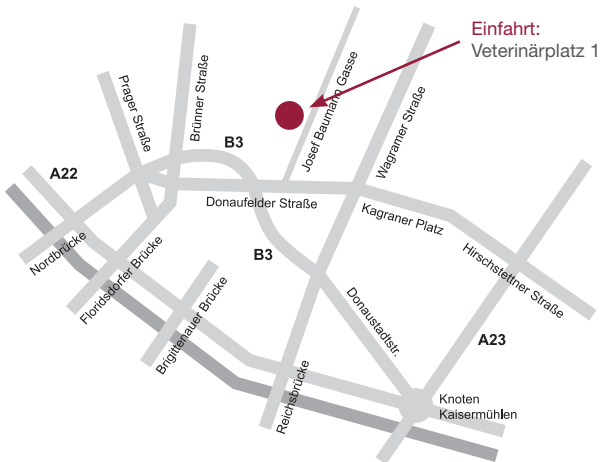 Einfahrt:
Veterinärplatz 1
Prager Straße
Brünner Straße
B3
Josef Baumann Gasse
Wagramer Straße
A22
Donaufelder Straße
Kagraner Platz
Nordbrücke
Floridsdorfer Brücke
B3
Hirschstettner Straße
Brigittenauer Brücke
Donaustadtstr.
A23
Reichsbrücke
Knoten
Kaisermühlen